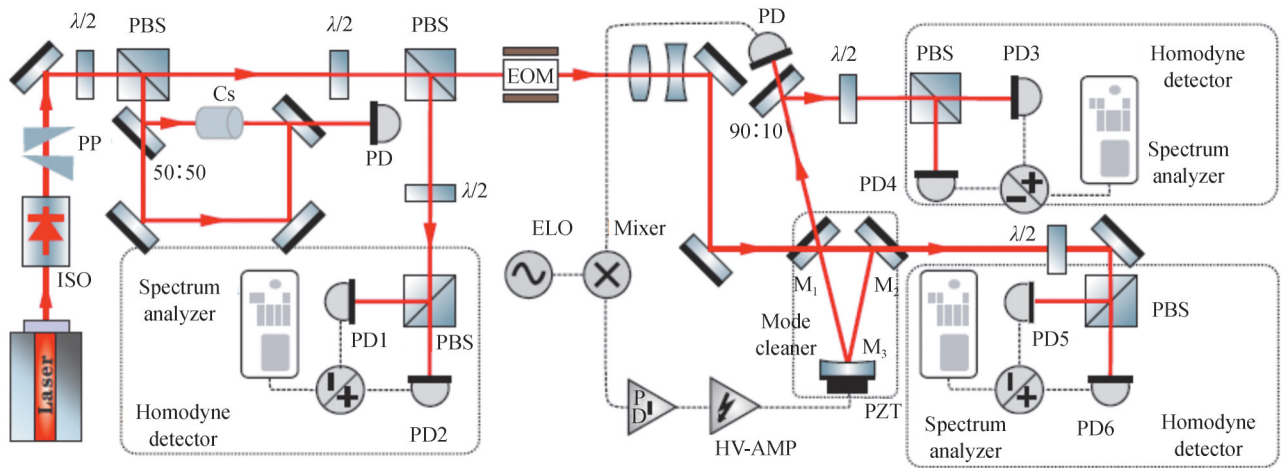 λ/2
PBS
λ/2
PBS
EOM
PD
λ/2
PBS
PD3
Homodyne
detector
Spectrum
analyzer
PD4
90∶10
Cs
PP
50∶50
PD
λ/2
ISO
Laser
Spectrum
analyzer
PD1
PBS
Homodyne
detector
PD2
ELO
Mixer
M1
M2
Mode
cleaner
M3
PZT
P
D
I
HV-AMP
λ/2
PBS
PD5
PD6
Spectrum
analyzer
Homodyne
detector